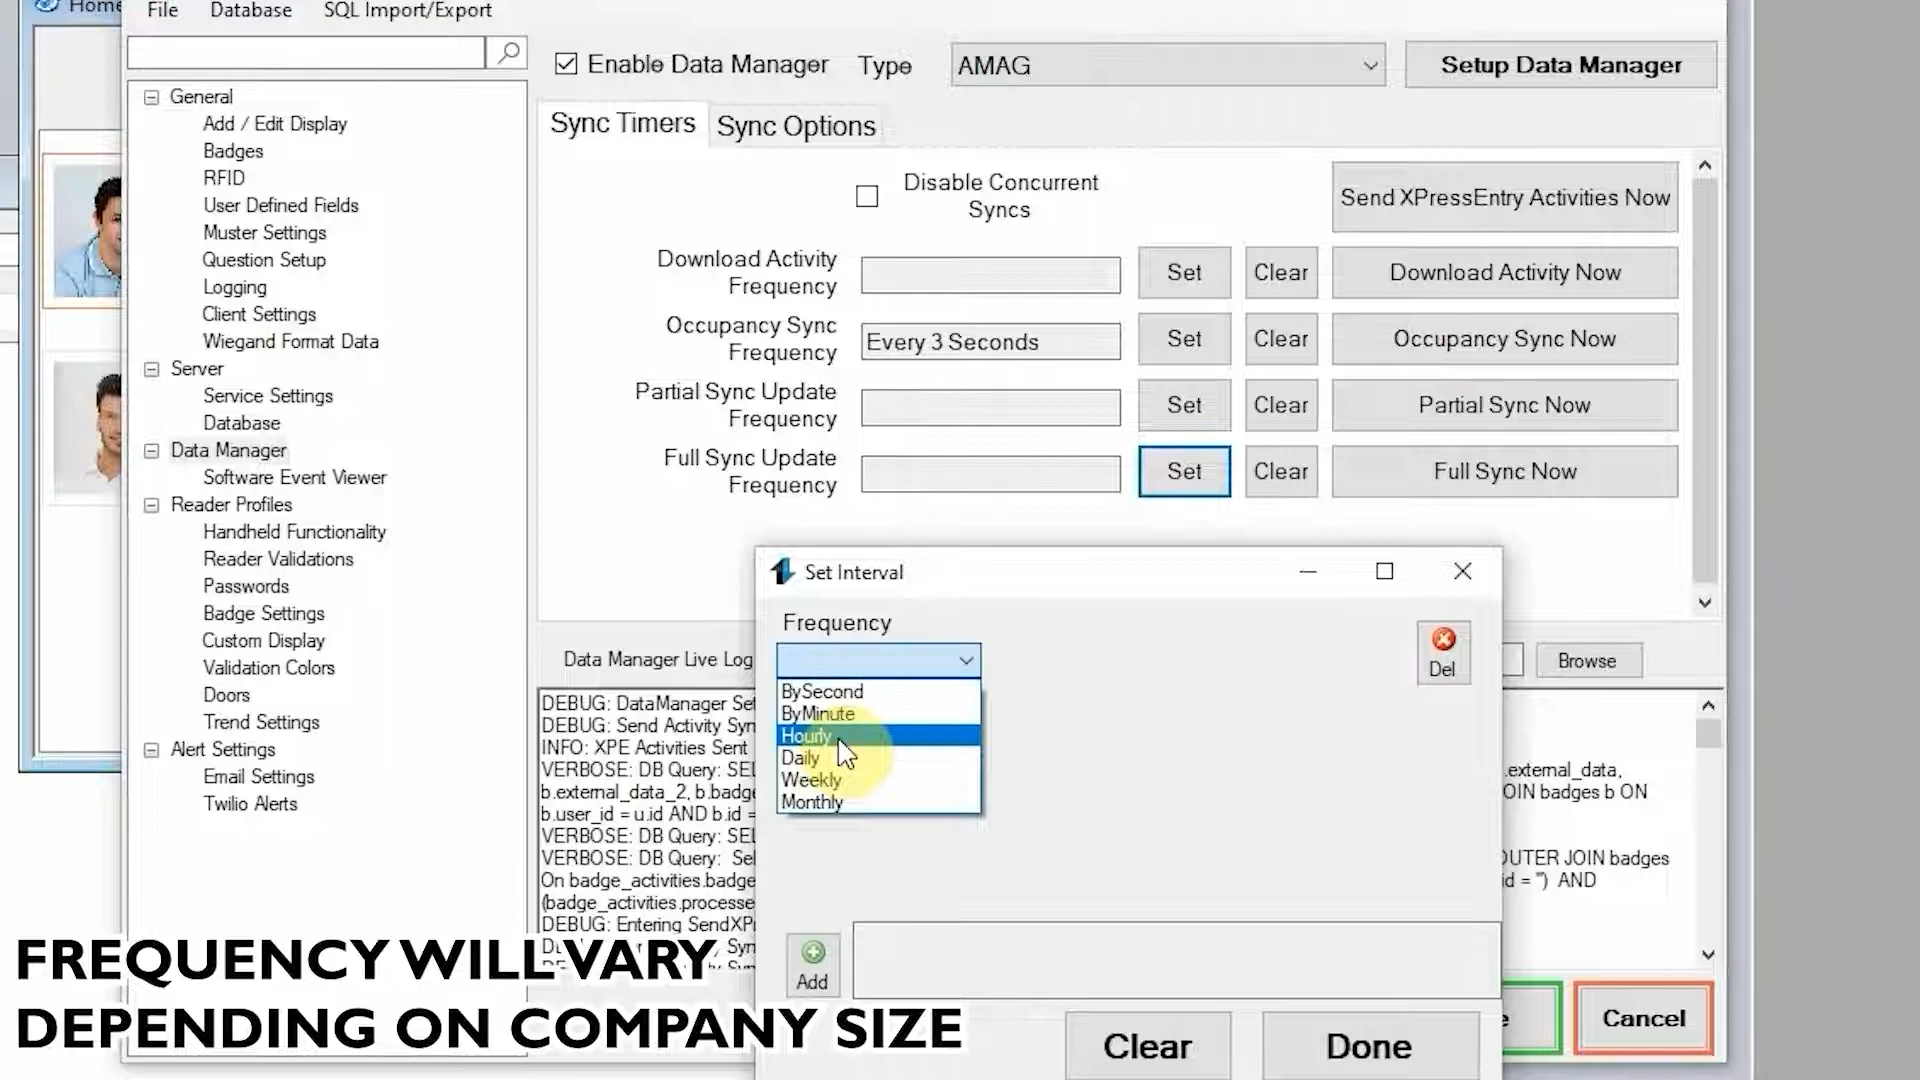 Home
File Database SQL Import/Export
Enable Data Manager Type AMAG Setup Data Manager
General
Add / Edit Display
Badges
RFID
User Defined Fields
Muster Settings
Question Setup
Logging
Client Settings
Wiegand Format Data
Server
Service Settings
Database
Data Manager
Software Event Viewer
Reader Profiles
Handheld Functionality
Reader Validations
Passwords
Badge Settings
Custom Display
Validation Colors
Doors
Trend Settings
Alert Settings
Email Settings
Twilio Alerts
Sync Timers Sync Options
Disable Concurrent
Syncs
Send XPressEntry Activities Now
Download Activity
Frequency
Set Clear Download Activity Now
Occupancy Sync
Frequency
Every 3 Seconds Set Clear Occupancy Sync Now
Partial Sync Update
Frequency
Set Clear Partial Sync Now
Full Sync Update
Frequency
Set Clear Full Sync Now
Data Manager Live Log
Browse
DEBUG: DataManager Set
DEBUG: Send Activity Syn
INFO: XPE Activities Sent
VERBOSE: DB Query: SEL
.external_data,
b.external_data_2, b.badge
OIN badges b ON
b.user_id = u.id AND b.id =
VERBOSE: DB Query: SEL
VERBOSE: DB Query: Sel
OUTER JOIN badges
On badge_activities.badge
id = '') AND
(badge_activities.processe
DEBUG: Entering SendXPr
Set Interval
Frequency
Del
BySecond
ByMinute
Hourly
Daily
Weekly
Monthly
Add
Clear Done
Cancel
FREQUENCY WILL VARY
DEPENDING ON COMPANY SIZE